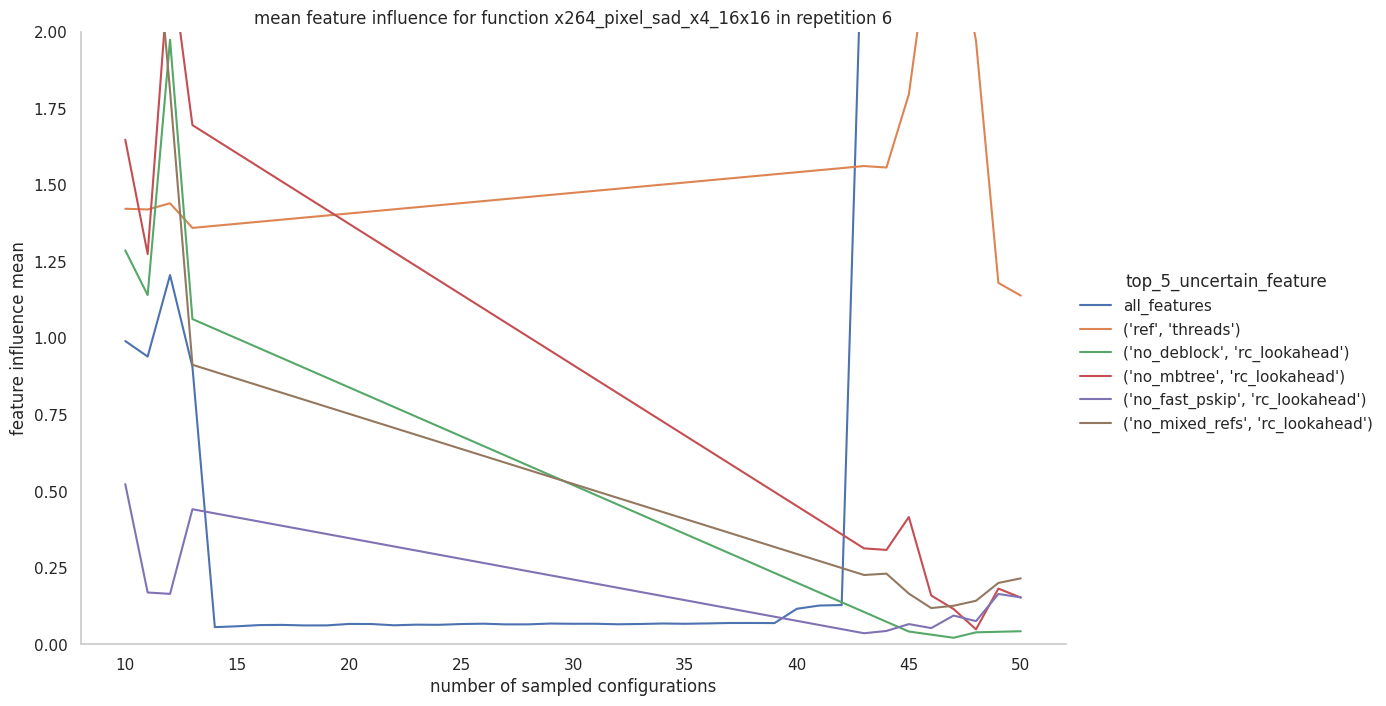 mean feature influence for function x264_pixel_sad_x4_16x16 in repetition 6
feature influence mean
2.00
1.75
1.50
1.25
1.00
0.75
0.50
0.25
0.00
10 15 20 25 30 35 40 45 50
number of sampled configurations
top_5_uncertain_feature
all_features
('ref', 'threads')
('no_deblock', 'rc_lookahead')
('no_mbtree', 'rc_lookahead')
('no_fast_pskip', 'rc_lookahead')
('no_mixed_refs', 'rc_lookahead')